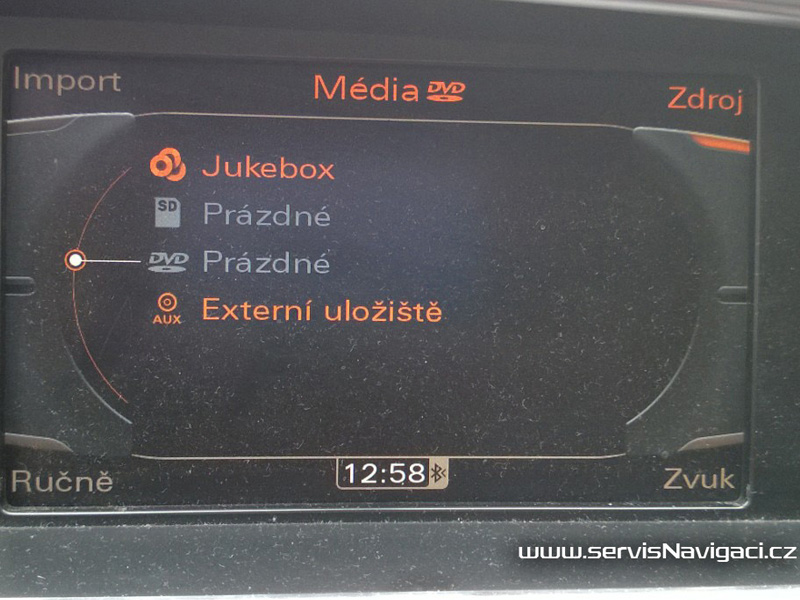 Import
Média DVD
Zdroj
Jukebox
SD Prázdné
DVD Prázdné
AUX Externí uložiště
Ručně
12:58
Zvuk
www.servisNavigaci.cz